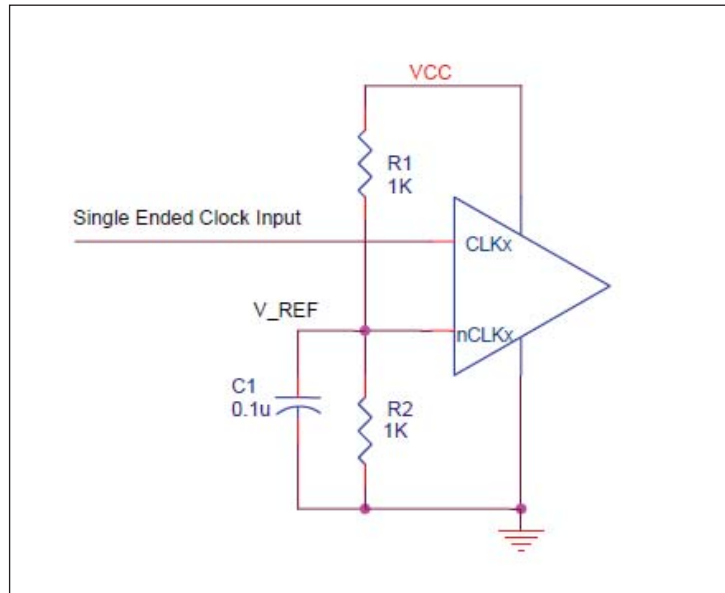 VCC
R1
1K
Single Ended Clock Input
CLKx
V_REF
nCLKx
C1
0.1u
R2
1K